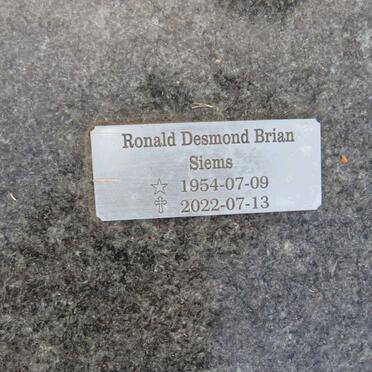 Ronald Desmond Brian
Siems
☆ 1954-07-09
✞ 2022-07-13